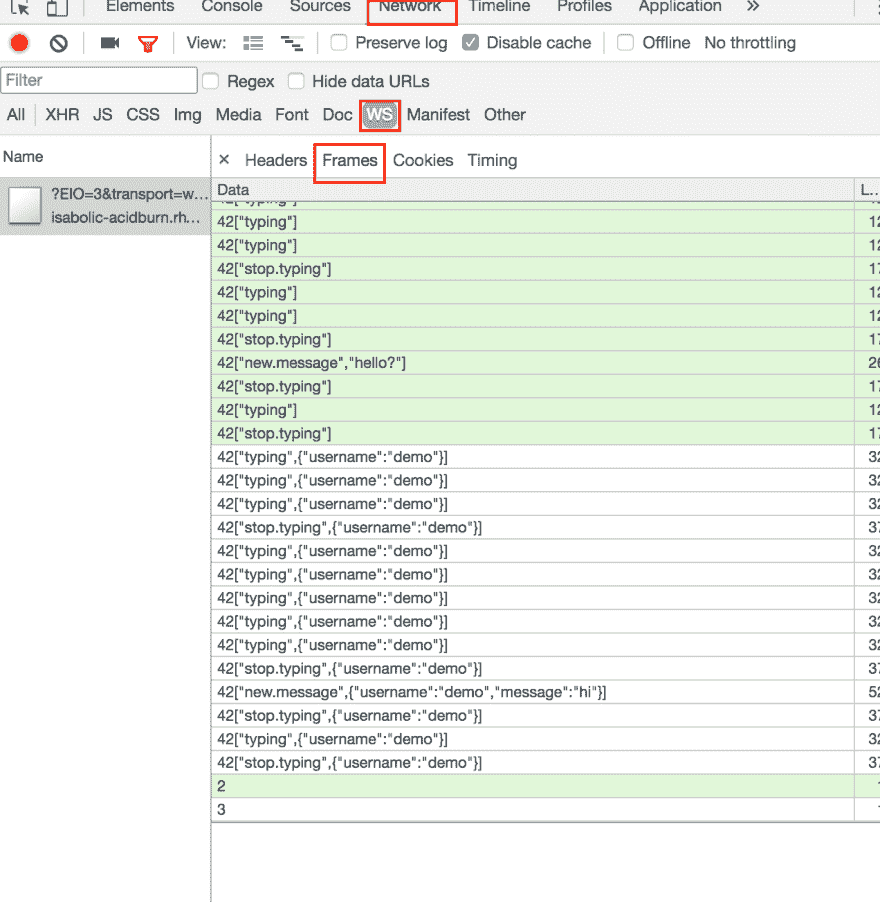 Elements Console Sources Network Timeline Profiles Application »
View: Preserve log Disable cache Offline No throttling
Filter Regex Hide data URLs
All XHR JS CSS Img Media Font Doc WS Manifest Other
Name × Headers Frames Cookies Timing
Data L...
?EIO=3&transport=w...
isabolic-acidburn.rh...
42["typing"]
42["typing"] 12
42["typing"] 12
42["stop.typing"] 17
42["typing"] 12
42["typing"] 12
42["stop.typing"] 17
42["new.message","hello?"] 26
42["stop.typing"] 17
42["typing"] 12
42["stop.typing"] 17
42["typing",{"username":"demo"}] 32
42["typing",{"username":"demo"}] 32
42["typing",{"username":"demo"}] 32
42["stop.typing",{"username":"demo"}] 37
42["typing",{"username":"demo"}] 32
42["typing",{"username":"demo"}] 32
42["typing",{"username":"demo"}] 32
42["typing",{"username":"demo"}] 32
42["typing",{"username":"demo"}] 32
42["stop.typing",{"username":"demo"}] 37
42["new.message",{"username":"demo","message":"hi"}] 52
42["stop.typing",{"username":"demo"}] 37
42["typing",{"username":"demo"}] 32
42["stop.typing",{"username":"demo"}] 37
2
3